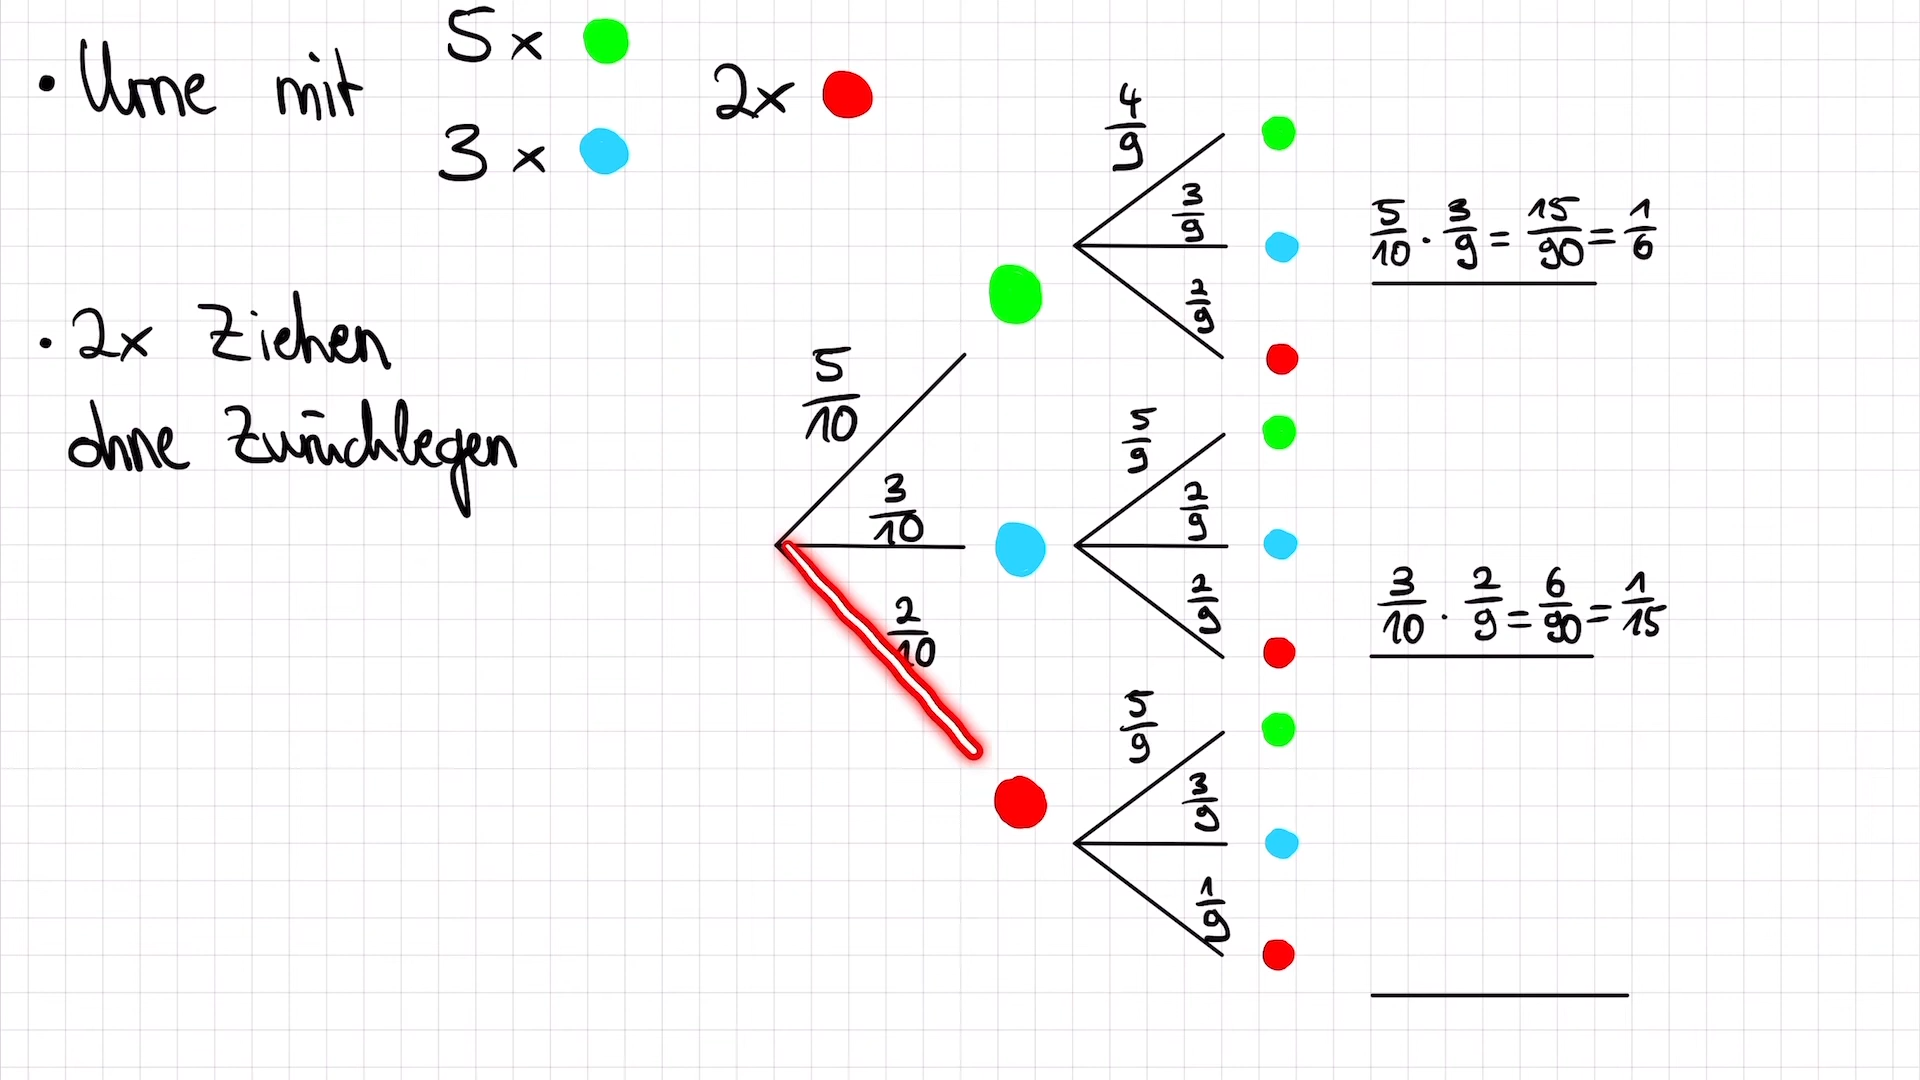 • Urne mit 5x 3x 2x
• 2x Ziehen
ohne Zurücklegen
5/10
3/10
2/10
4/9
3/9
2/9
5/10 · 3/9 = 15/90 = 1/6
5/9
2/9
2/9
3/10 · 2/9 = 6/90 = 1/15
5/9
3/9
1/9